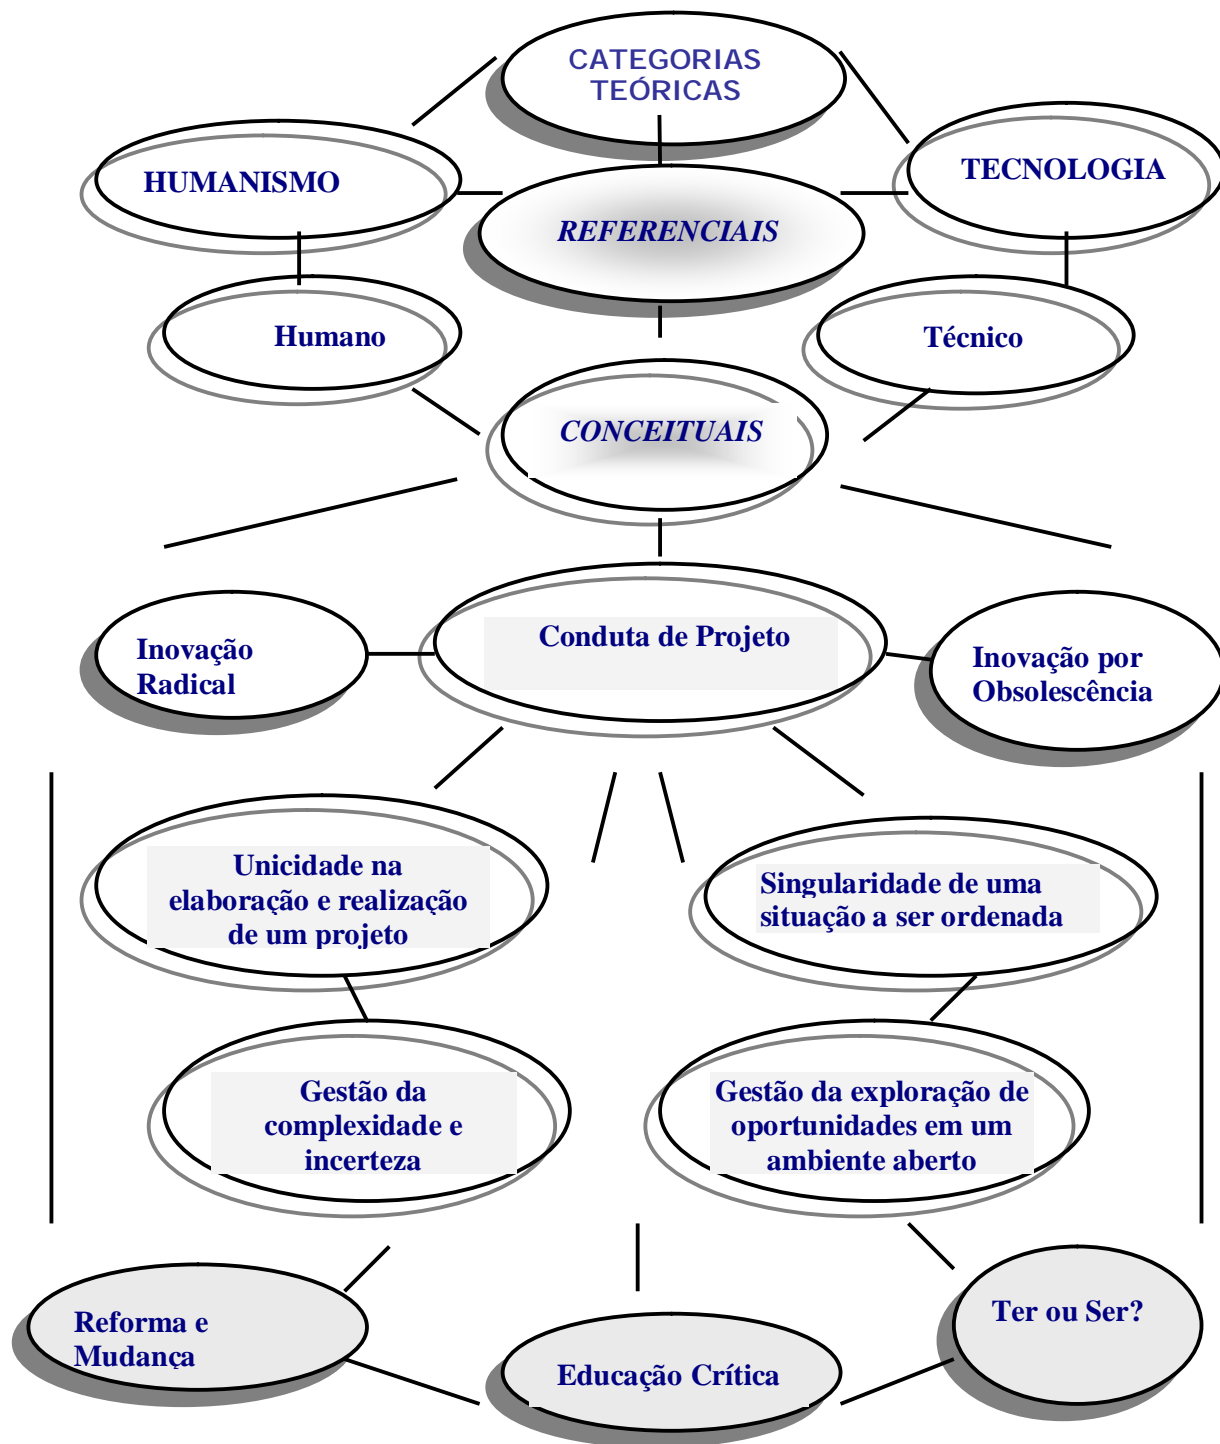 CATEGORIAS
TEÓRICAS
HUMANISMO
TECNOLOGIA
REFERENCIAIS
Humano
Técnico
CONCEITUAIS
Inovação
Radical
Conduta de Projeto
Inovação por
Obsolescência
Unicidade na
elaboração e realização
de um projeto
Singularidade de uma
situação a ser ordenada
Gestão da
complexidade e
incerteza
Gestão da exploração de
oportunidades em um
ambiente aberto
Reforma e
Mudança
Educação Crítica
Ter ou Ser?